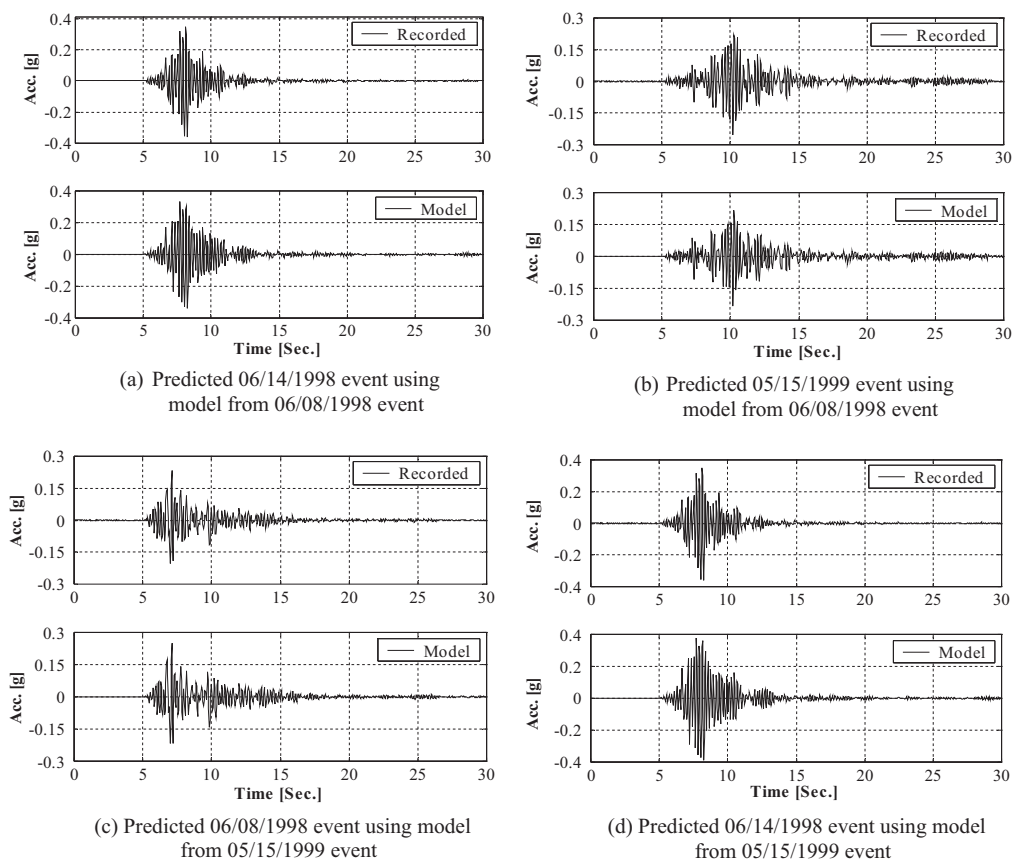 0.4
0.2
0
-0.2
-0.4
Acc. [g]
Recorded
0 5 10 15 20 25 30
0.4
0.2
0
-0.2
-0.4
Acc. [g]
Model
0 5 10 15 20 25 30
Time [Sec.]
(a) Predicted 06/14/1998 event using
model from 06/08/1998 event
0.3
0.15
0
-0.15
-0.3
Acc. [g]
Recorded
0 5 10 15 20 25 30
0.3
0.15
0
-0.15
-0.3
Acc. [g]
Model
0 5 10 15 20 25 30
Time [Sec.]
(b) Predicted 05/15/1999 event using
model from 06/08/1998 event
0.3
0.15
0
-0.15
-0.3
Acc. [g]
Recorded
0 5 10 15 20 25 30
0.3
0.15
0
-0.15
-0.3
Acc. [g]
Model
0 5 10 15 20 25 30
Time [Sec.]
(c) Predicted 06/08/1998 event using model
from 05/15/1999 event
0.4
0.2
0
-0.2
-0.4
Acc. [g]
Recorded
0 5 10 15 20 25 30
0.4
0.2
0
-0.2
-0.4
Acc. [g]
Model
0 5 10 15 20 25 30
Time [Sec.]
(d) Predicted 06/14/1998 event using model
from 05/15/1999 event